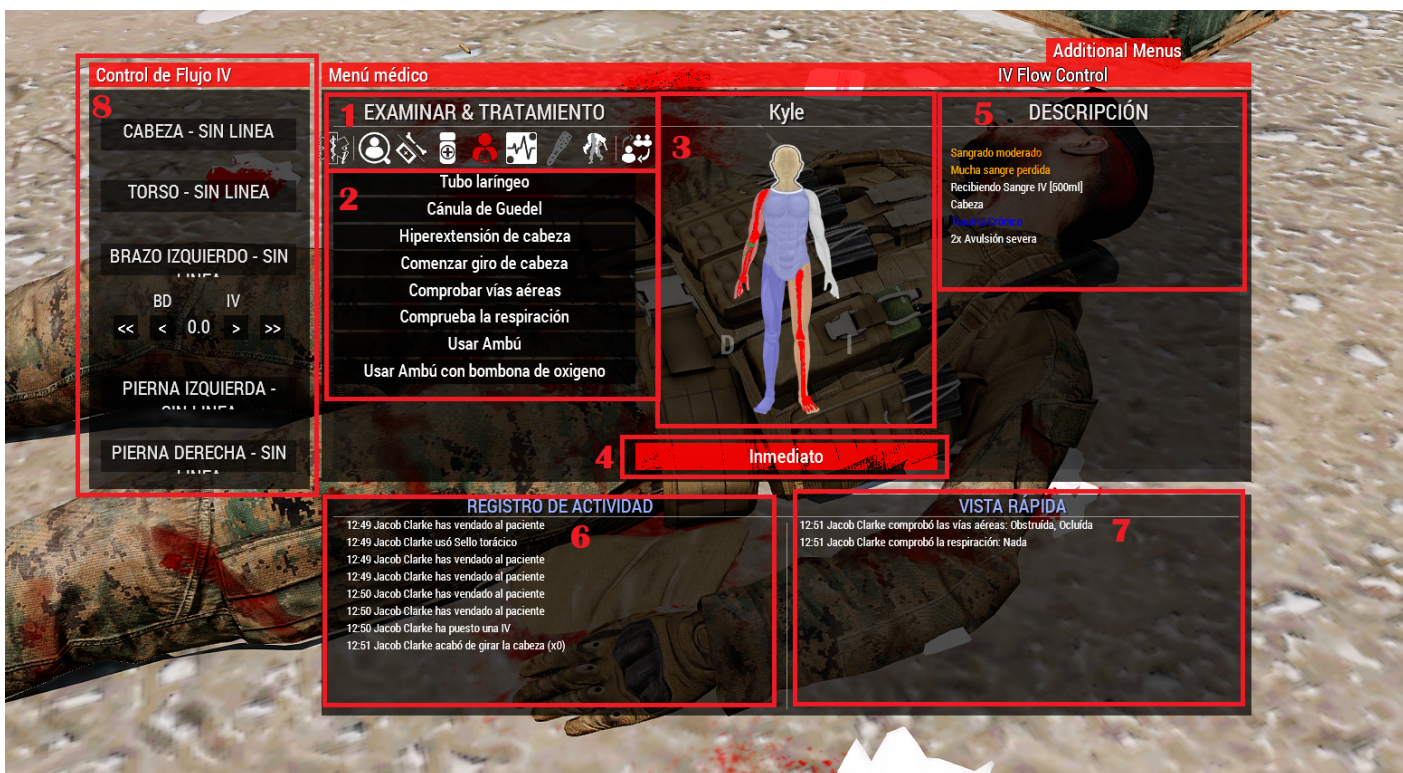 Additional Menus
Control de Flujo IV
Menú médico
IV Flow Control
8
CABEZA - SIN LINEA
TORSO - SIN LINEA
BRAZO IZQUIERDO - SIN
LINEA
BD IV
<< < 0.0 > >>
PIERNA IZQUIERDA -
SIN LINEA
PIERNA DERECHA - SIN
LINEA
1
EXAMINAR & TRATAMIENTO
2
Tubo laríngeo
Cánula de Guedel
Hiperextensión de cabeza
Comenzar giro de cabeza
Comprobar vías aéreas
Comprueba la respiración
Usar Ambú
Usar Ambú con bombona de oxigeno
3
Kyle
D I
4
Inmediato
5
DESCRIPCIÓN
Sangrado moderado
Mucha sangre perdida
Recibiendo Sangre IV [500ml]
Cabeza
2x Avulsión severa
REGISTRO DE ACTIVIDAD
6
12:49 Jacob Clarke has vendado al paciente
12:49 Jacob Clarke usó Sello torácico
12:49 Jacob Clarke has vendado al paciente
12:49 Jacob Clarke has vendado al paciente
12:50 Jacob Clarke has vendado al paciente
12:50 Jacob Clarke has vendado al paciente
12:50 Jacob Clarke ha puesto una IV
12:51 Jacob Clarke acabó de girar la cabeza (x0)
VISTA RÁPIDA
7
12:51 Jacob Clarke comprobó las vías aéreas: Obstruída, Ocluída
12:51 Jacob Clarke comprobó la respiración: Nada